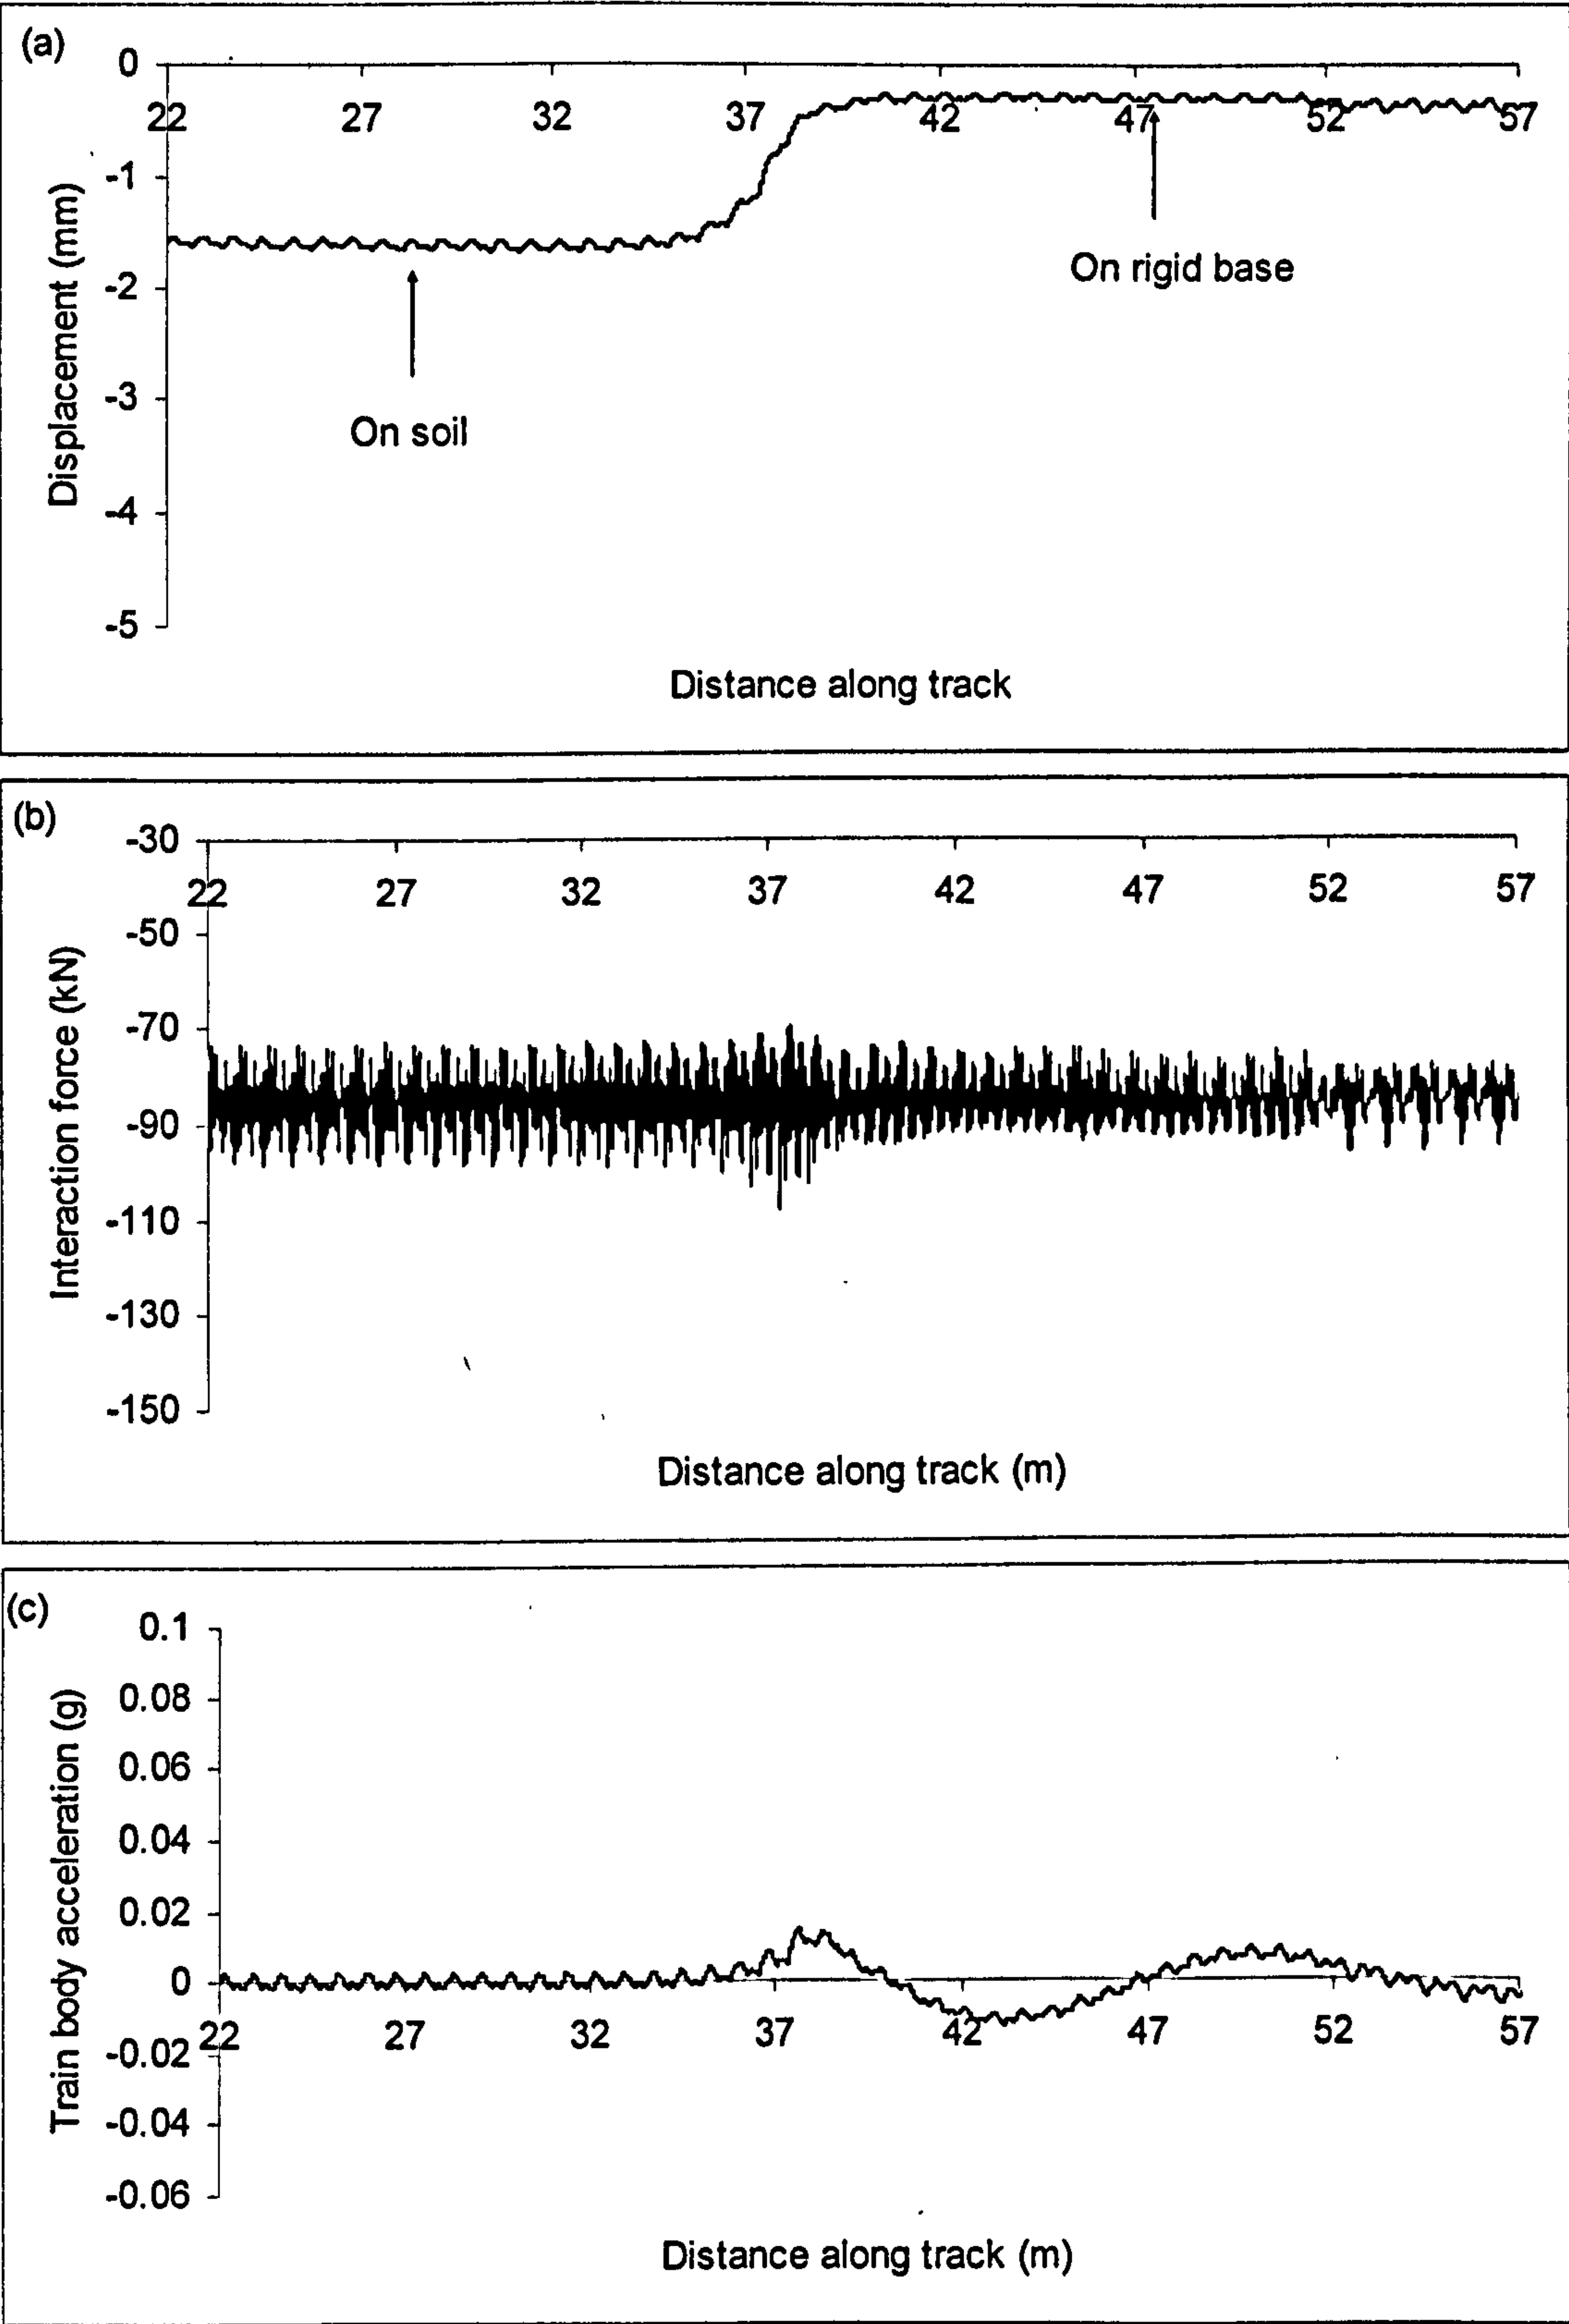 (a)
0
22 27 32 37 42 47 52 57
-1
-2
-3
-4
-5
Displacement (mm)
On soil
On rigid base
Distance along track
(b)
-30
22 27 32 37 42 47 52 57
-50
-70
-90
-110
-130
-150
Interaction force (kN)
Distance along track (m)
(c)
0.1
0.08
0.06
0.04
0.02
0
22 27 32 37 42 47 52 57
-0.02
-0.04
-0.06
Train body acceleration (g)
Distance along track (m)